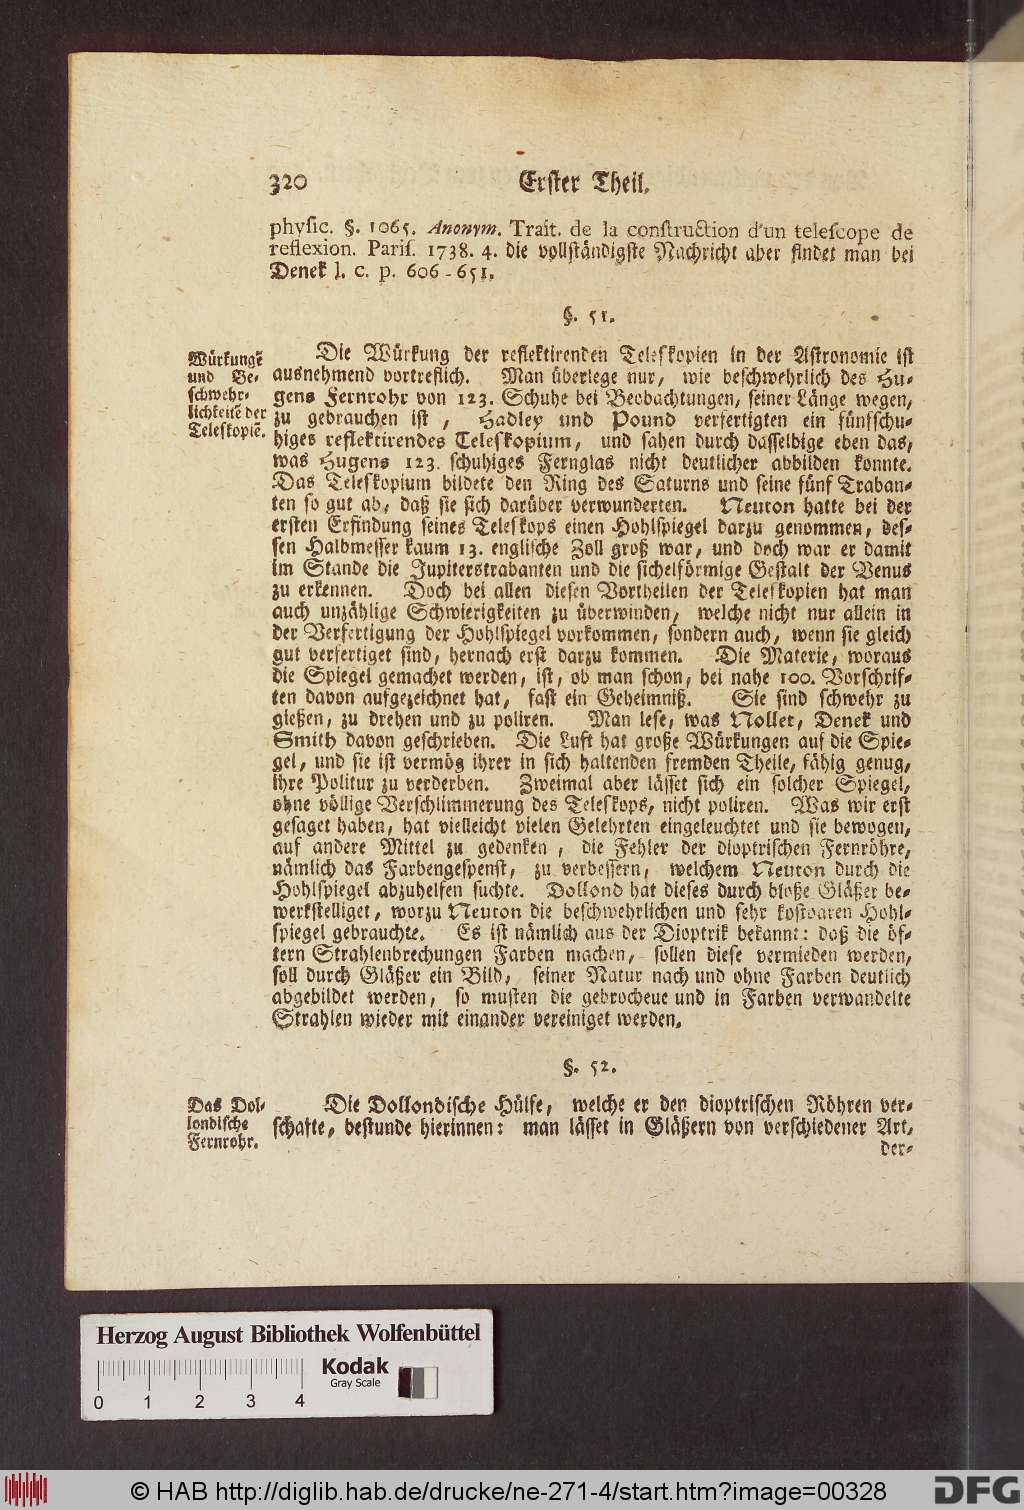 320 Erster Theil.
physic. §. 1065. Anonym. Trait. de la construction d'un telescope de
reflexion. Paris. 1738. 4. die vollständigste Nachricht aber findet man bei
Denek l. c. p. 606-651.
§. 51.
Würkungẽ
und Be-
schwehr-
lichkeitẽ der
Teleskopiẽ.
Die Würkung der reflektirenden Teleskopien in der Astronomie ist
ausnehmend vortreflich. Man überlege nur, wie beschwehrlich des Hu-
gens Fernrohr von 123. Schuhe bei Beobachtungen, seiner Länge wegen,
zu gebrauchen ist, Hadley und Pound verfertigten ein fünfschu-
higes reflektirendes Teleskopium, und sahen durch dasselbige eben das,
was Hugens 123. schuhiges Fernglas nicht deutlicher abbilden konnte.
Das Teleskopium bildete den Ring des Saturns und seine fünf Traban-
ten so gut ab, daß sie sich darüber verwunderten. Neuton hatte bei der
ersten Erfindung seines Teleskops einen Hohlspiegel darzu genommen, des-
sen Halbmesser kaum 13. englische Zoll groß war, und doch war er damit
im Stande die Jupiterstrabanten und die sichelförmige Gestalt der Venus
zu erkennen. Doch bei allen diesen Vortheilen der Teleskopien hat man
auch unzählige Schwierigkeiten zu überwinden, welche nicht nur allein in
der Verfertigung der Hohlspiegel vorkommen, sondern auch, wenn sie gleich
gut verfertiget sind, hernach erst darzu kommen. Die Materie, woraus
die Spiegel gemachet werden, ist, ob man schon, bei nahe 100. Vorschrif-
ten davon aufgezeichnet hat, fast ein Geheimniß. Sie sind schwehr zu
gießen, zu drehen und zu poliren. Man lese, was Nollet, Denek und
Smith davon geschrieben. Die Luft hat große Würkungen auf die Spie-
gel, und sie ist vermög ihrer in sich haltenden fremden Theile, fähig genug,
ihre Politur zu verderben. Zweimal aber lässet sich ein solcher Spiegel,
ohne völlige Verschlimmerung des Teleskops, nicht poliren. Was wir erst
gesaget haben, hat vielleicht vielen Gelehrten eingeleuchtet und sie bewogen,
auf andere Mittel zu gedenken, die Fehler der dioptrischen Fernröhre,
nämlich das Farbengespenst, zu verbessern, welchem Neuton durch die
Hohlspiegel abzuhelfen suchte. Dollond hat dieses durch bloße Gläßer be-
werkstelliget, worzu Neuton die beschwehrlichen und sehr kostbaren Hohl-
spiegel gebrauchte. Es ist nämlich aus der Dioptrik bekannt: daß die öf-
tern Strahlenbrechungen Farben machen, sollen diese vermieden werden,
soll durch Gläßer ein Bild, seiner Natur nach und ohne Farben deutlich
abgebildet werden, so musten die gebrocheue und in Farben verwandelte
Strahlen wieder mit einander vereiniget werden.
§. 52.
Das Dol-
londische
Fernrohr.
Die Dollondische Hülfe, welche er den dioptrischen Röhren ver-
schafte, bestunde hierinnen: man lässet in Gläßern von verschiedener Art,
der-
Herzog August Bibliothek Wolfenbüttel
Kodak
Gray Scale
0 1 2 3 4
© HAB http://diglib.hab.de/drucke/ne-271-4/start.htm?image=00328
DFG